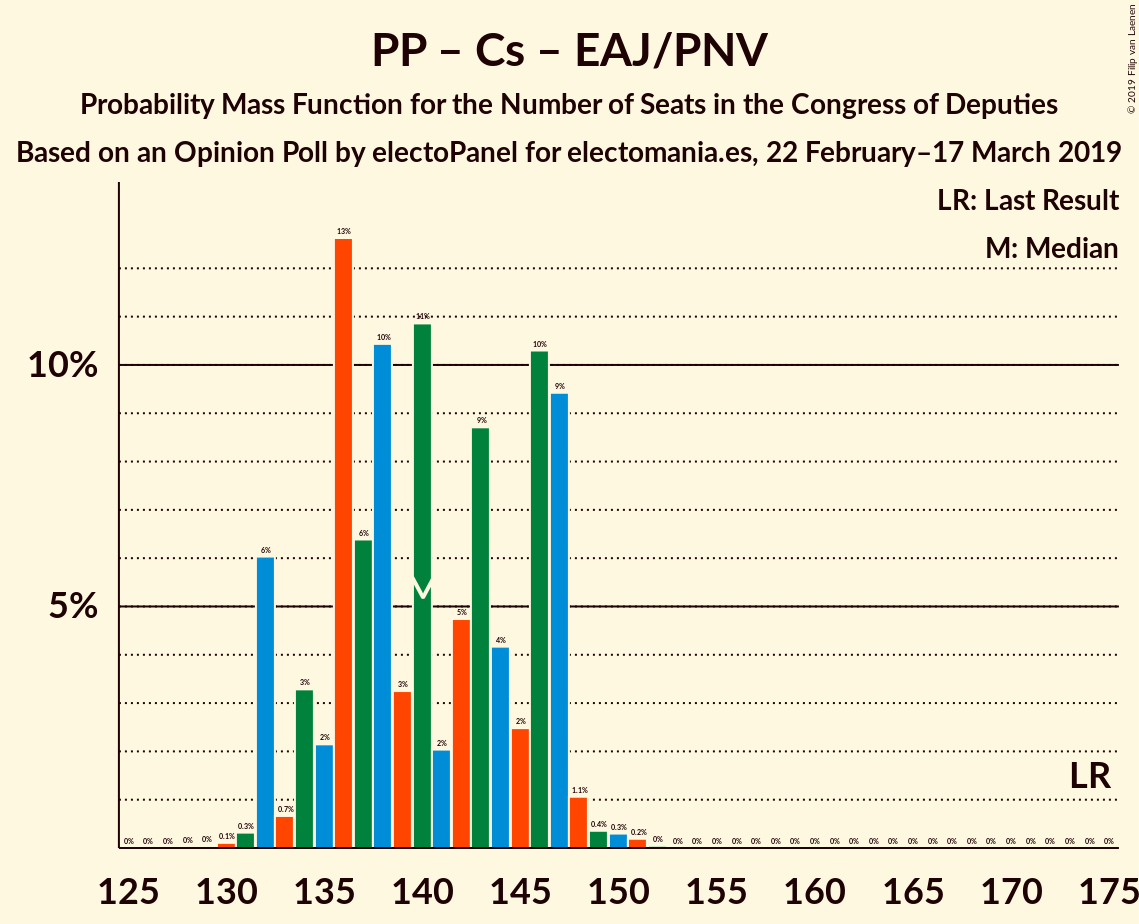 PP – Cs – EAJ/PNV
Probability Mass Function for the Number of Seats in the Congress of Deputies
Based on an Opinion Poll by electoPanel for electomania.es, 22 February–17 March 2019
© 2019 Filip van Laenen
LR: Last Result
M: Median
10%
5%
0% 0% 0% 0% 0% 0.1% 0.3% 6% 0.7% 3% 2% 13% 6% 10% 3% 11% 2% 5% 9% 4% 2% 10% 9% 1.1% 0.4% 0.3% 0.2% 0% 0% 0% 0% 0% 0% 0% 0% 0% 0% 0% 0% 0% 0% 0% 0% 0% 0% 0% 0% 0% 0% 0% 0%
M
LR
125 130 135 140 145 150 155 160 165 170 175